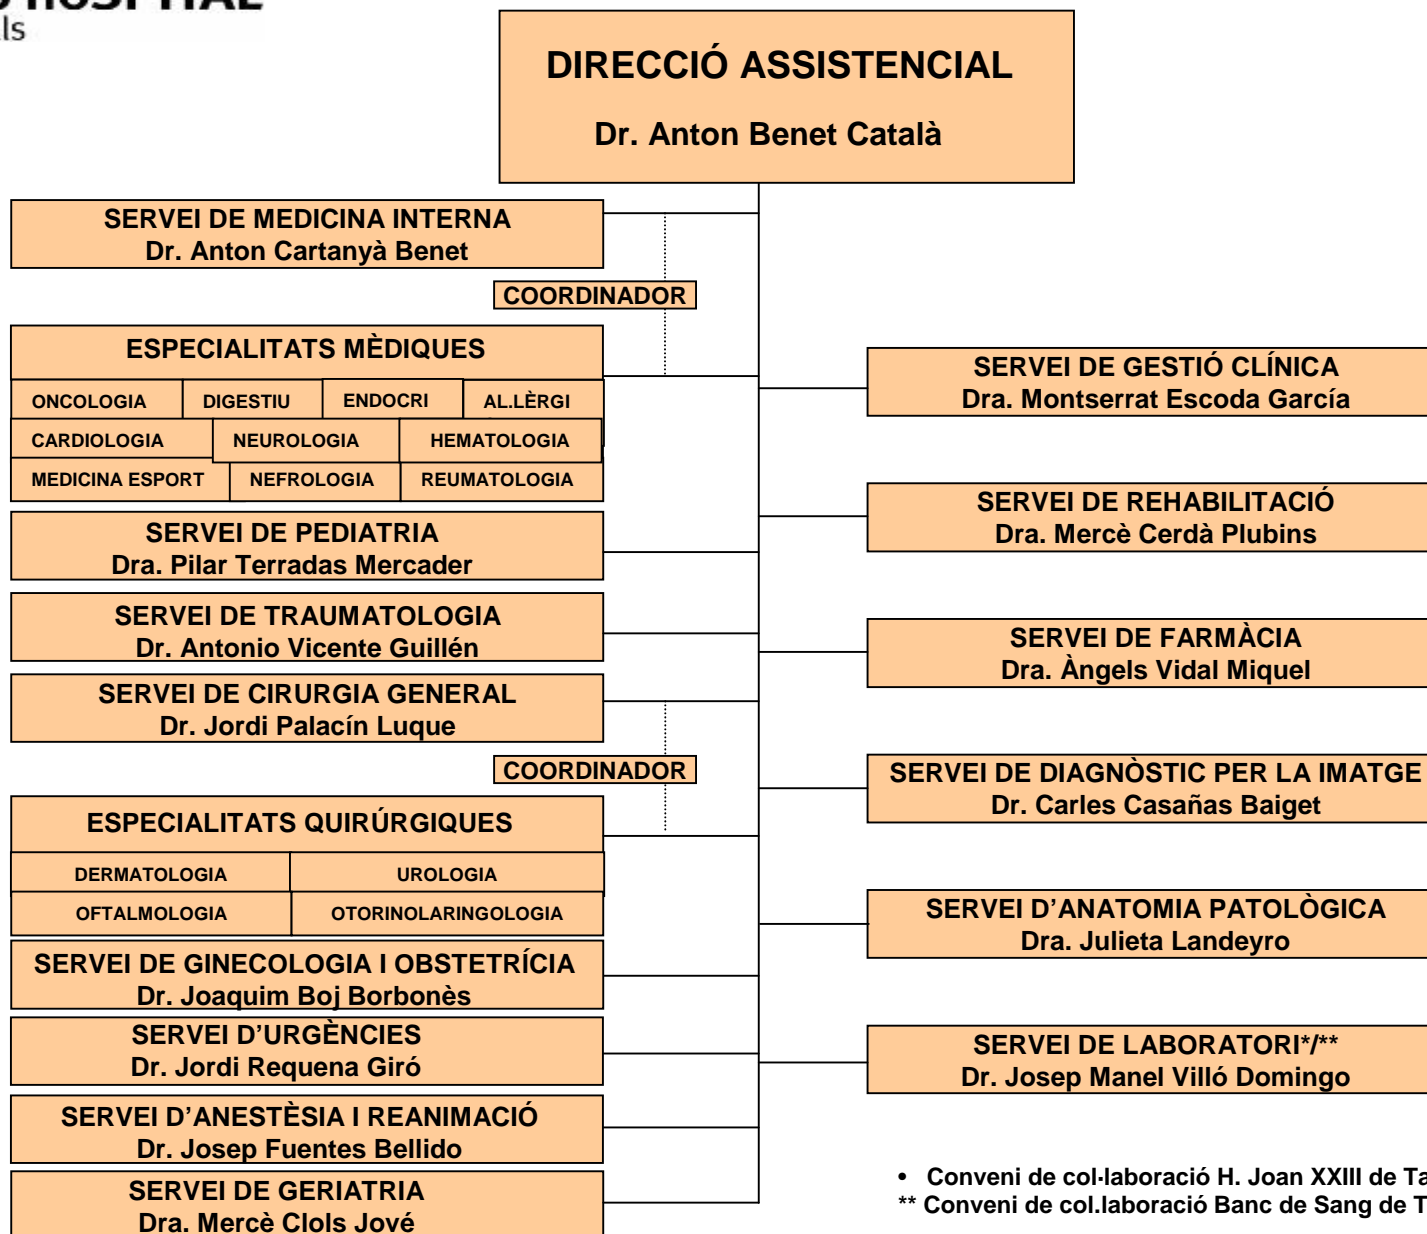 HOSPITAL
DIRECCIÓ ASSISTENCIAL
Dr. Anton Benet Català
SERVEI DE MEDICINA INTERNA
Dr. Anton Cartanyà Benet
COORDINADOR
ESPECIALITATS MÈDIQUES
ONCOLOGIA DIGESTIU ENDOCRI AL.LÈRGI
CARDIOLOGIA NEUROLOGIA HEMATOLOGIA
MEDICINA ESPORT NEFROLOGIA REUMATOLOGIA
SERVEI DE PEDIATRIA
Dra. Pilar Terradas Mercader
SERVEI DE TRAUMATOLOGIA
Dr. Antonio Vicente Guillén
SERVEI DE CIRURGIA GENERAL
Dr. Jordi Palacín Luque
COORDINADOR
ESPECIALITATS QUIRÚRGIQUES
DERMATOLOGIA UROLOGIA
OFTALMOLOGIA OTORINOLARINGOLOGIA
SERVEI DE GINECOLOGIA I OBSTETRÍCIA
Dr. Joaquim Boj Borbonès
SERVEI D’URGÈNCIES
Dr. Jordi Requena Giró
SERVEI D’ANESTÈSIA I REANIMACIÓ
Dr. Josep Fuentes Bellido
SERVEI DE GERIATRIA
Dra. Mercè Clols Jové
SERVEI DE GESTIÓ CLÍNICA
Dra. Montserrat Escoda García
SERVEI DE REHABILITACIÓ
Dra. Mercè Cerdà Plubins
SERVEI DE FARMÀCIA
Dra. Àngels Vidal Miquel
SERVEI DE DIAGNÒSTIC PER LA IMATGE
Dr. Carles Casañas Baiget
SERVEI D’ANATOMIA PATOLÒGICA
Dra. Julieta Landeyro
SERVEI DE LABORATORI*/**
Dr. Josep Manel Villó Domingo
• Conveni de col·laboració H. Joan XXIII de Ta
** Conveni de col.laboració Banc de Sang de T